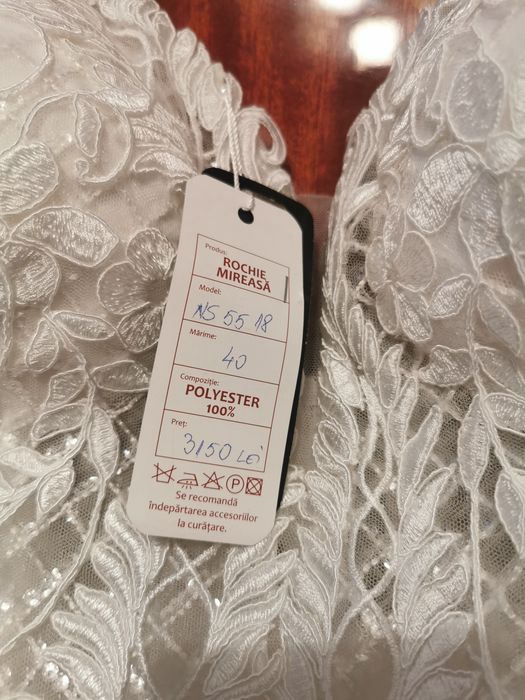 Produs:
ROCHIE
MIREASĂ
Model:
NS 55 18
Mărime:
40
Compoziție:
POLYESTER
100%
Preț:
3150 LEI
P
Se recomandă
îndepărtarea accesoriilor
la curățare.